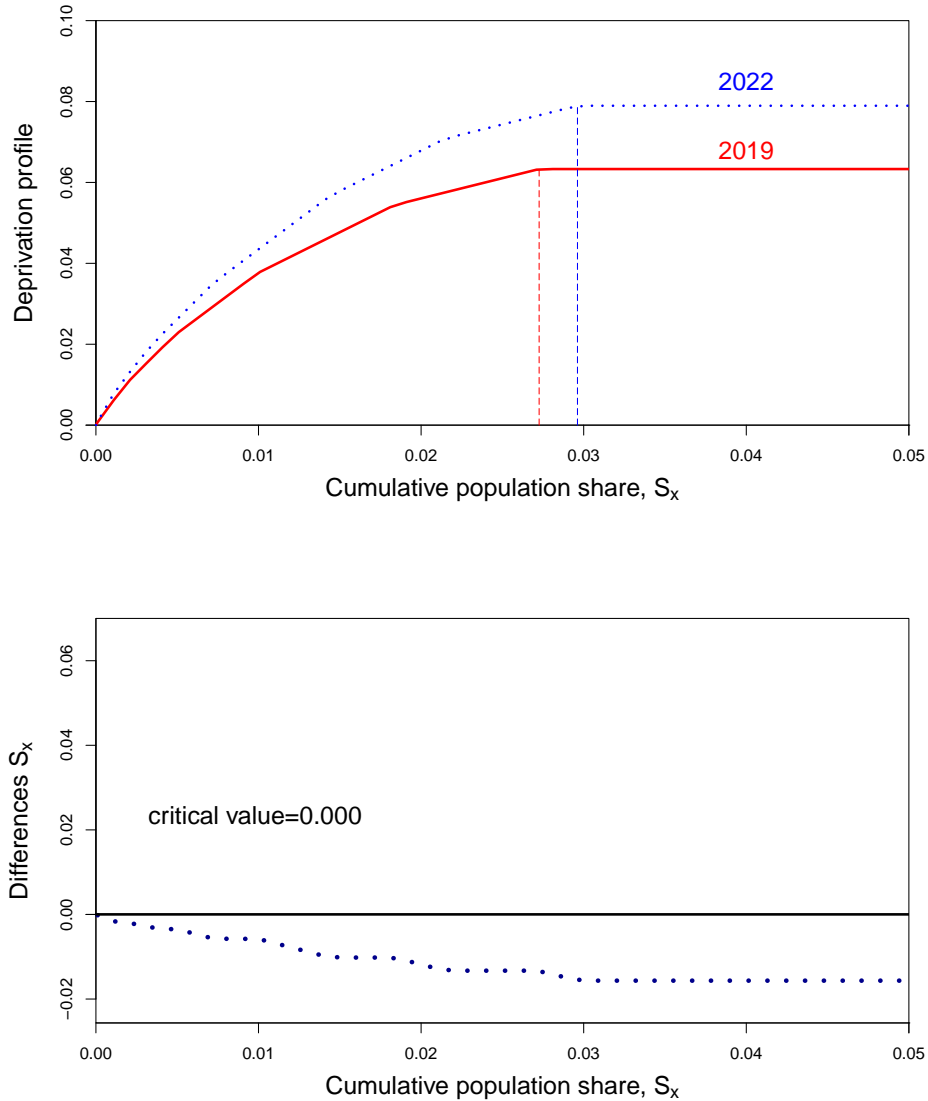 0.10
0.08
0.06
0.04
0.02
0.00
Deprivation profile
2022
2019
0.00 0.01 0.02 0.03 0.04 0.05
Cumulative population share, Sx
0.06
0.04
0.02
0.00
−0.02
Differences Sx
critical value=0.000
0.00 0.01 0.02 0.03 0.04 0.05
Cumulative population share, Sx